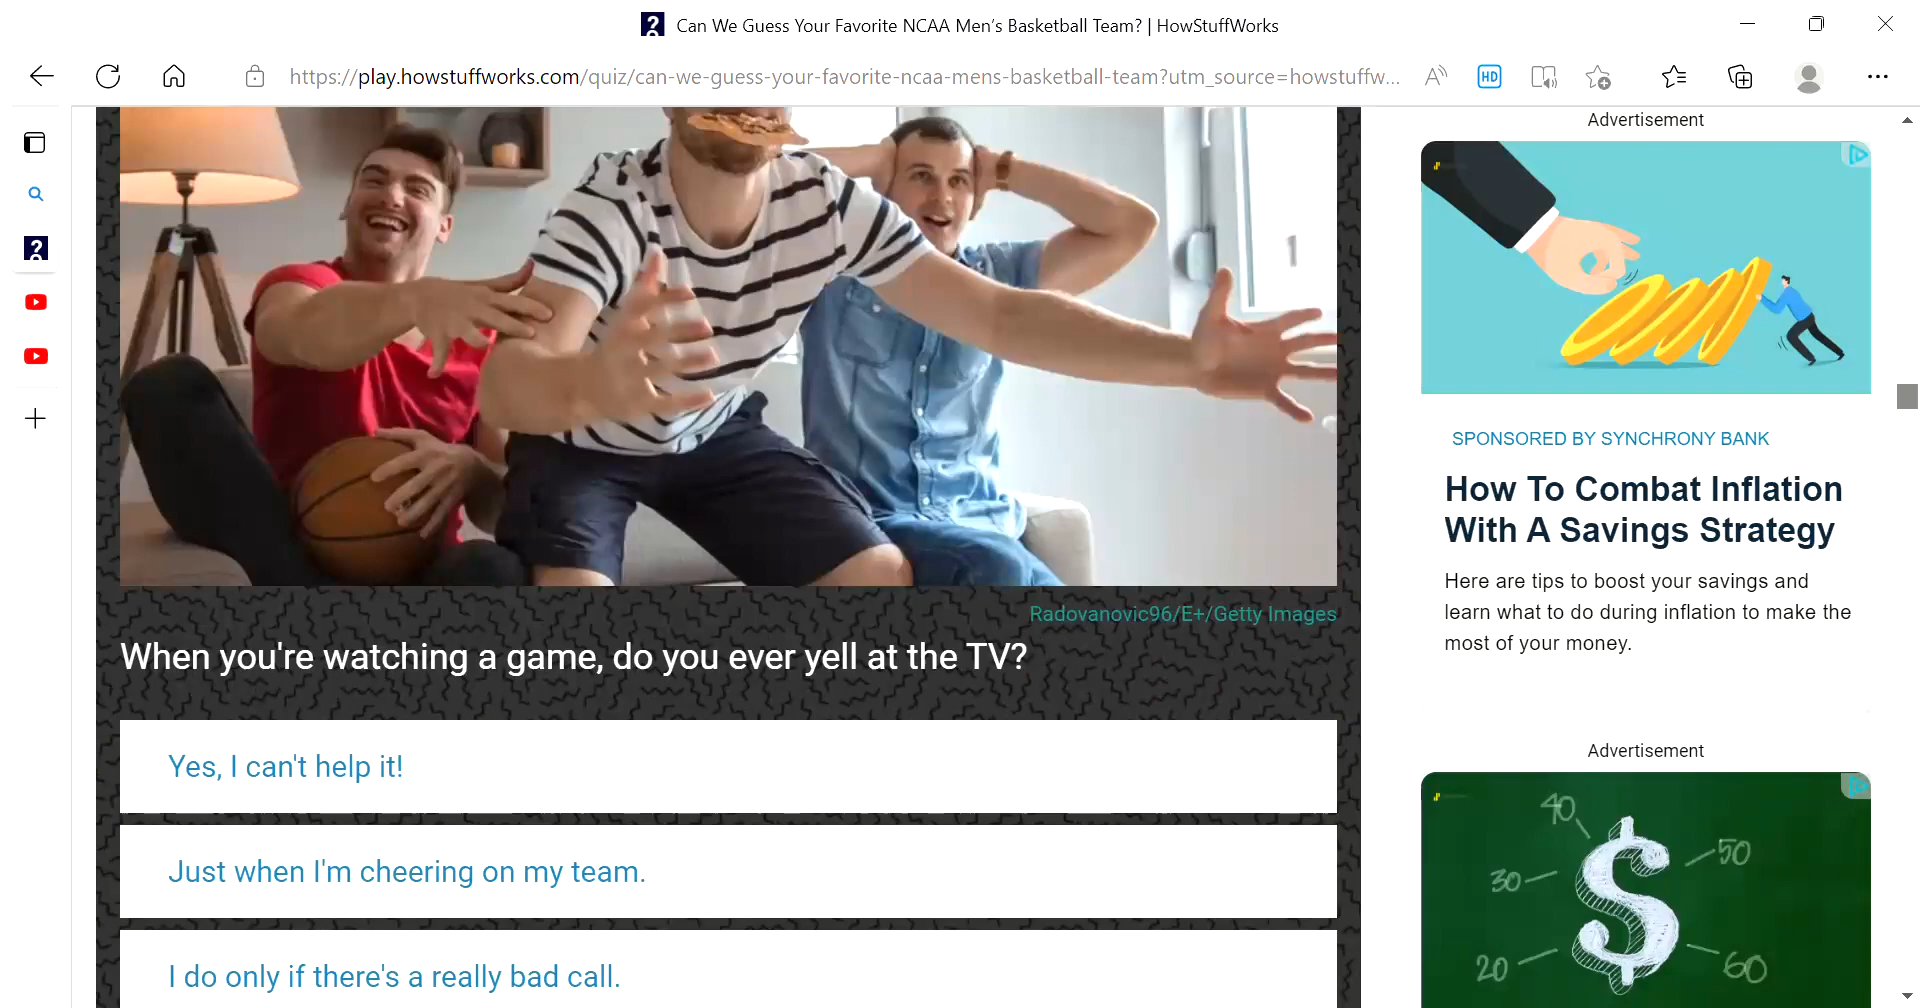 Can We Guess Your Favorite NCAA Men's Basketball Team? | HowStuffWorks
https://play.howstuffworks.com/quiz/can-we-guess-your-favorite-ncaa-mens-basketball-team?utm_source=howstuffw...
HD
Radovanovic96/E+/Getty Images
When you're watching a game, do you ever yell at the TV?
Yes, I can't help it!
Just when I'm cheering on my team.
I do only if there's a really bad call.
Advertisement
SPONSORED BY SYNCHRONY BANK
How To Combat Inflation
With A Savings Strategy
Here are tips to boost your savings and
learn what to do during inflation to make the
most of your money.
Advertisement
40
50
30
$
20
60